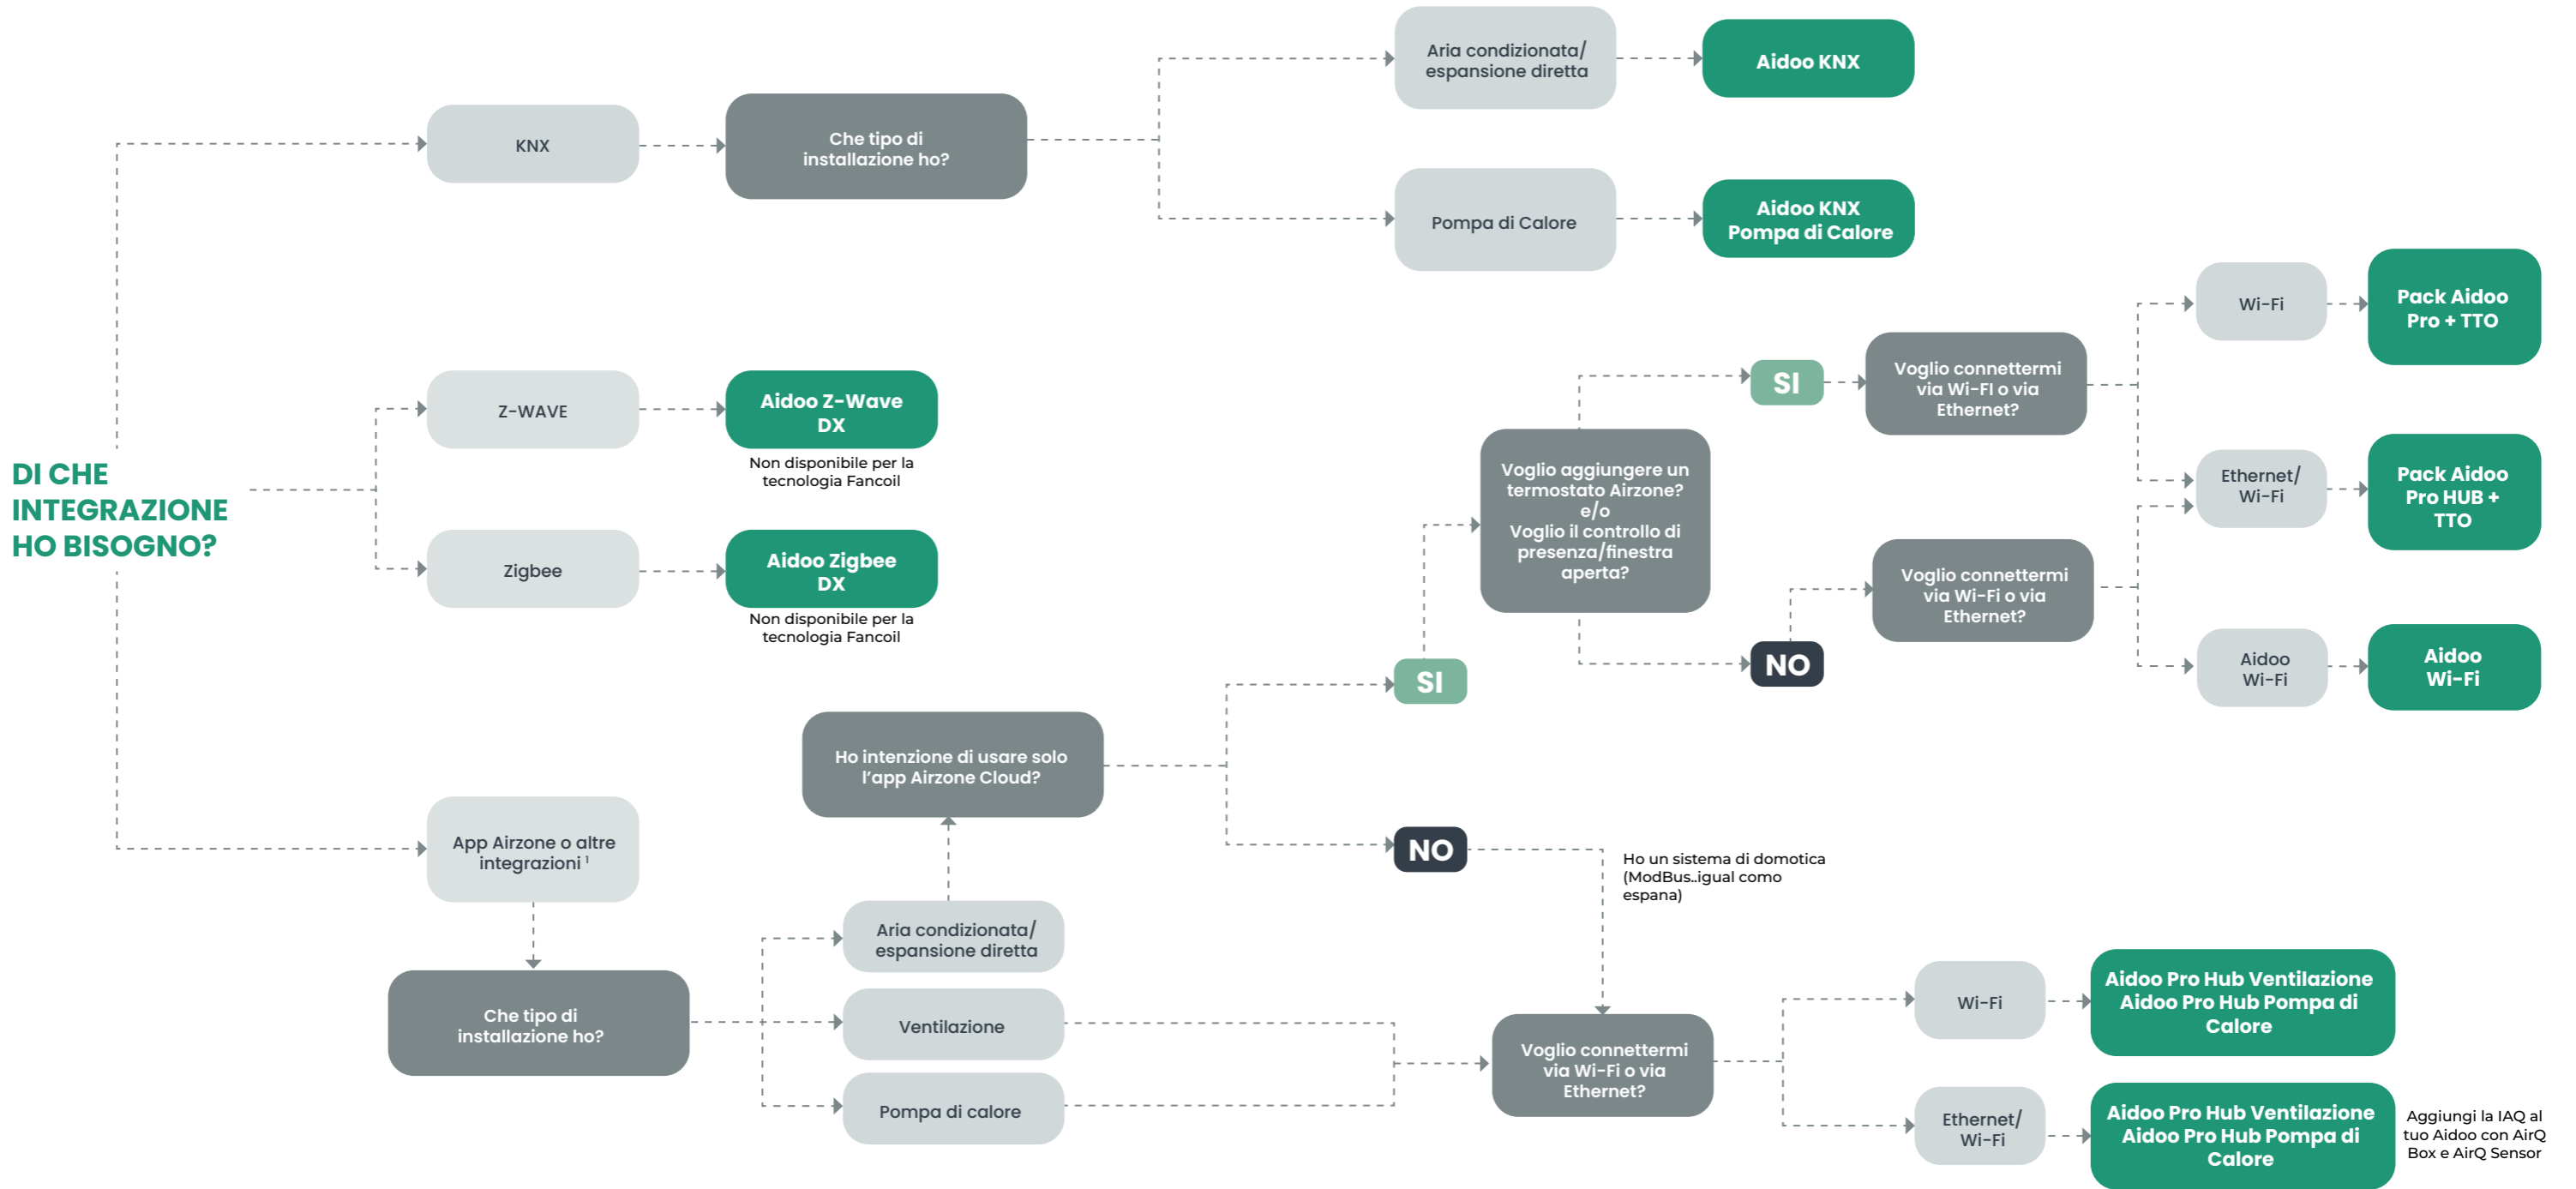 DI CHE
INTEGRAZIONE
HO BISOGNO?
KNX
Che tipo di
installazione ho?
Aria condizionata/
espansione diretta
Aidoo KNX
Pompa di Calore
Aidoo KNX
Pompa di Calore
Z-WAVE
Aidoo Z-Wave
DX
Non disponibile per la
tecnologia Fancoil
Zigbee
Aidoo Zigbee
DX
Non disponibile per la
tecnologia Fancoil
App Airzone o altre
integrazioni ¹
Che tipo di
installazione ho?
Aria condizionata/
espansione diretta
Ventilazione
Pompa di calore
Ho intenzione di usare solo
l'app Airzone Cloud?
SI
Voglio aggiungere un
termostato Airzone?
e/o
Voglio il controllo di
presenza/finestra
aperta?
SI
Voglio connettermi
via Wi-FI o via
Ethernet?
Wi-Fi
Pack Aidoo
Pro + TTO
Ethernet/
Wi-Fi
Pack Aidoo
Pro HUB +
TTO
NO
Voglio connettermi
via Wi-Fi o via
Ethernet?
Aidoo
Wi-Fi
Aidoo
Wi-Fi
NO
Ho un sistema di domotica
(ModBus..igual como
espana)
Voglio connettermi
via Wi-Fi o via
Ethernet?
Wi-Fi
Aidoo Pro Hub Ventilazione
Aidoo Pro Hub Pompa di
Calore
Ethernet/
Wi-Fi
Aidoo Pro Hub Ventilazione
Aidoo Pro Hub Pompa di
Calore
Aggiungi la IAQ al
tuo Aidoo con AirQ
Box e AirQ Sensor